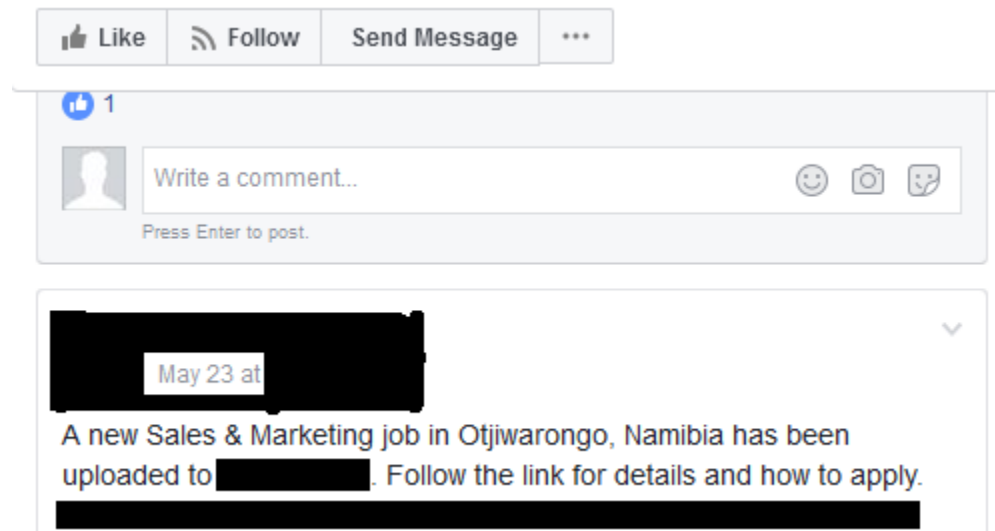 Like Follow Send Message ...
1
Write a comment...
Press Enter to post.
May 23 at
A new Sales & Marketing job in Otjiwarongo, Namibia has been
uploaded to . Follow the link for details and how to apply.